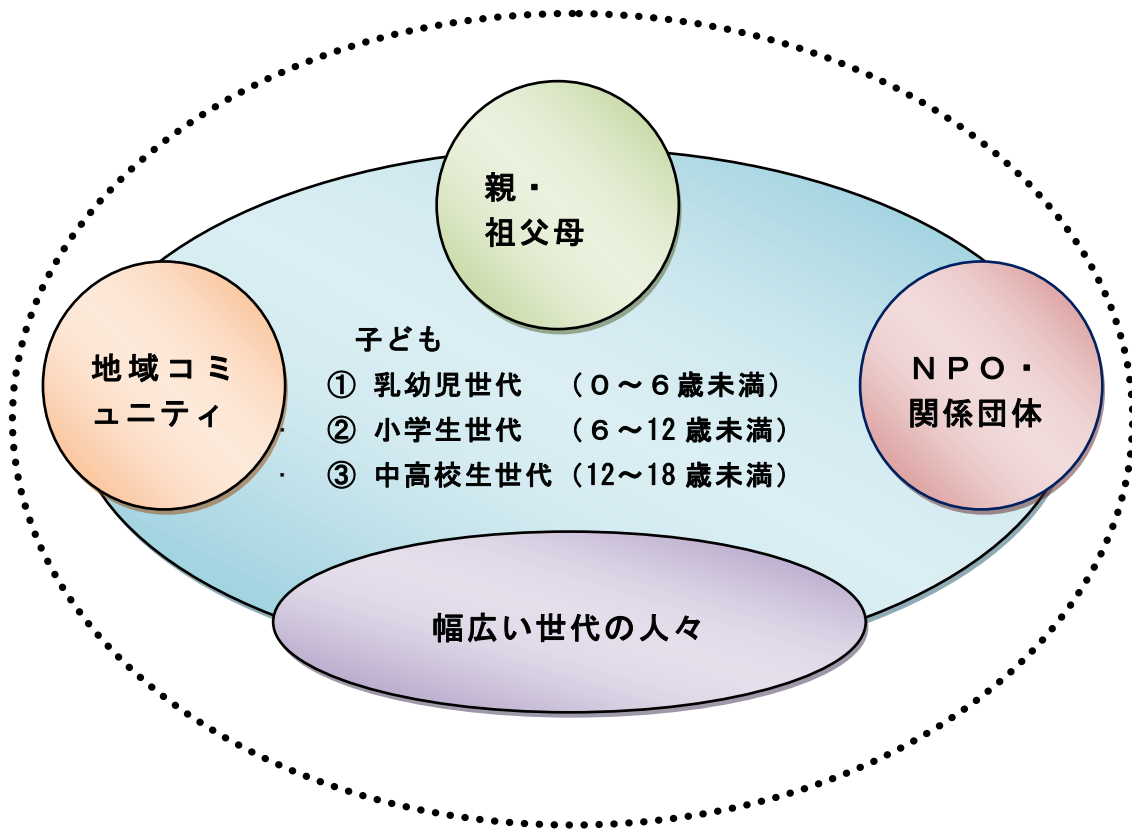 親・
祖父母
地域コミ
ュニティ
子ども
① 乳幼児世代 （０～６歳未満）
② 小学生世代 （６～12 歳未満）
③ 中高校生世代（12～18 歳未満）
ＮＰＯ・
関係団体
幅広い世代の人々